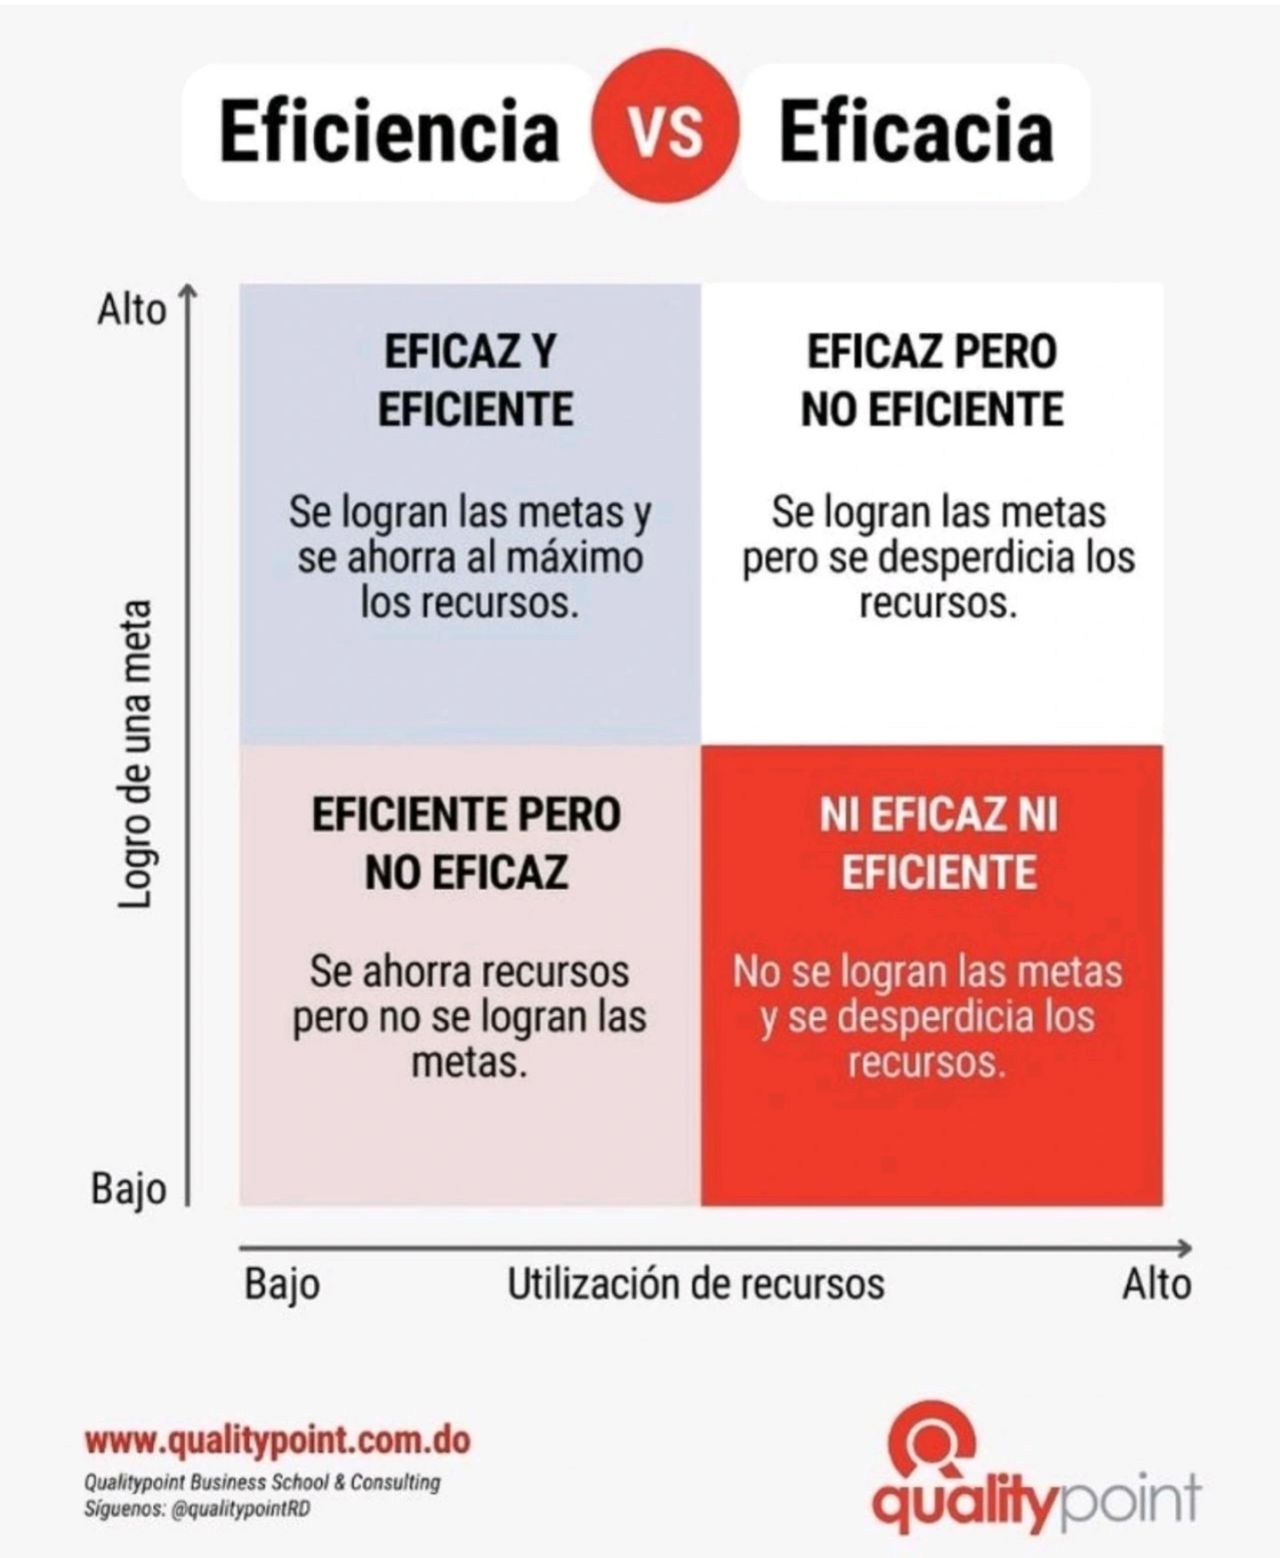 Eficiencia VS Eficacia
Alto
EFICAZ Y
EFICIENTE
Se logran las metas y
se ahorra al máximo
los recursos.
EFICAZ PERO
NO EFICIENTE
Se logran las metas
pero se desperdicia los
recursos.
Logro de una meta
EFICIENTE PERO
NO EFICAZ
Se ahorra recursos
pero no se logran las
metas.
NI EFICAZ NI
EFICIENTE
No se logran las metas
y se desperdicia los
recursos.
Bajo
Bajo Utilización de recursos Alto
www.qualitypoint.com.do
Qualitypoint Business School & Consulting
Síguenos: @qualitypointRD
qualitypoint